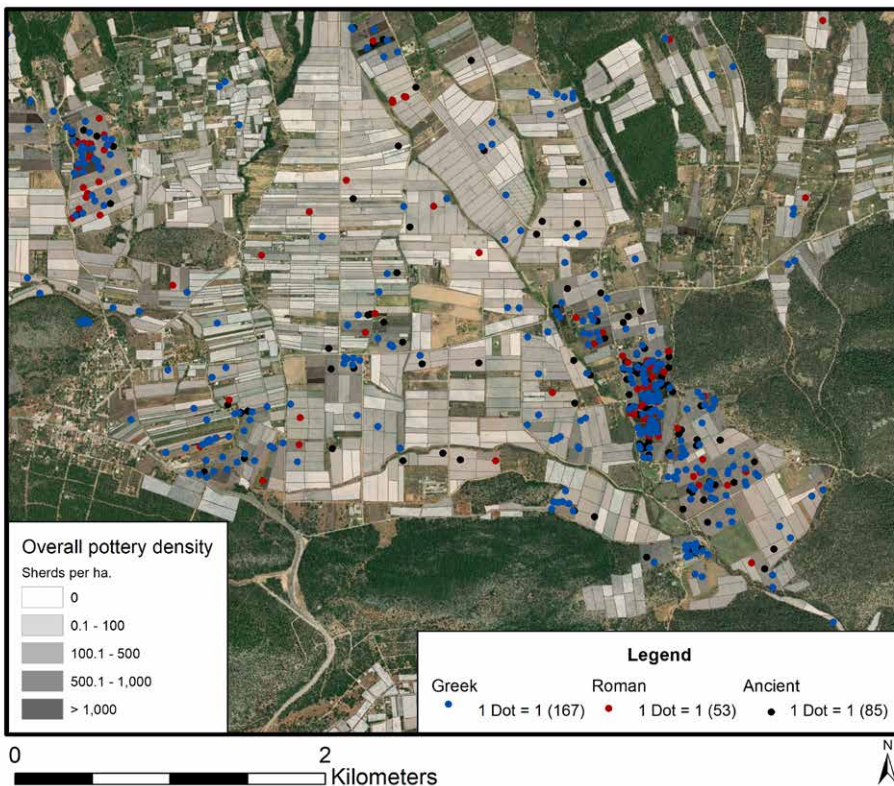 Overall pottery density
Sherds per ha.
0
0.1 - 100
100.1 - 500
500.1 - 1,000
> 1,000
Legend
Greek Roman Ancient
1 Dot = 1 (167) 1 Dot = 1 (53) 1 Dot = 1 (85)
0 2
Kilometers
N